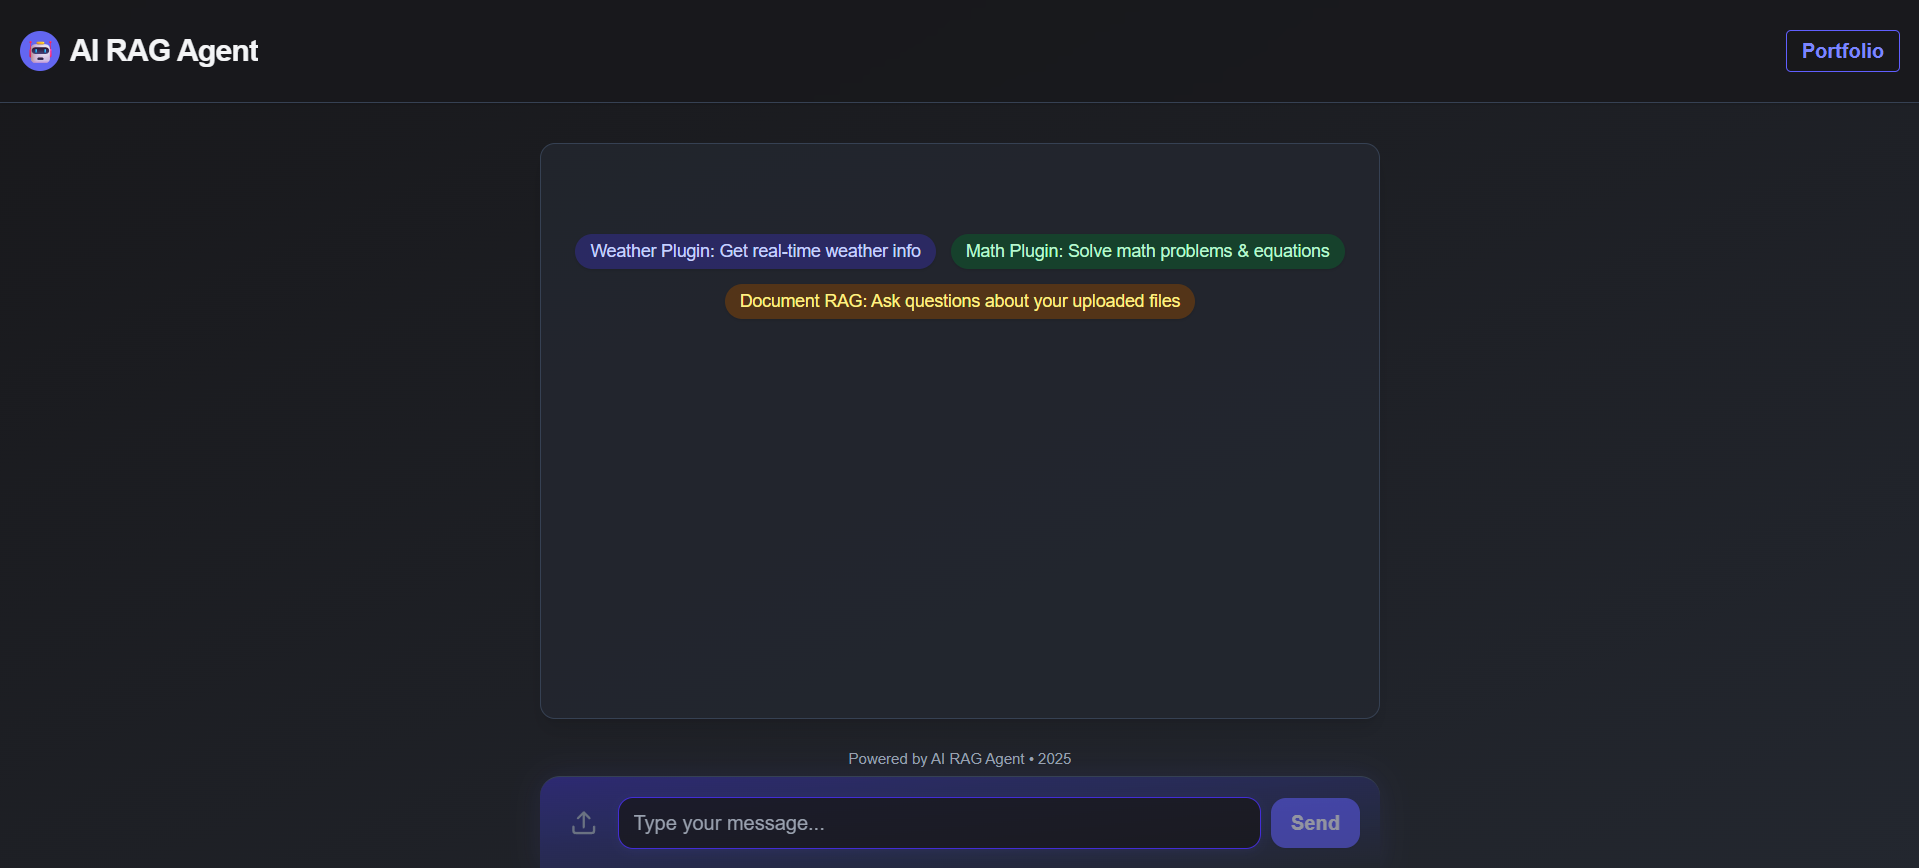 AI RAG Agent
Portfolio
Weather Plugin: Get real-time weather info
Math Plugin: Solve math problems & equations
Document RAG: Ask questions about your uploaded files
Powered by AI RAG Agent • 2025
Type your message...
Send